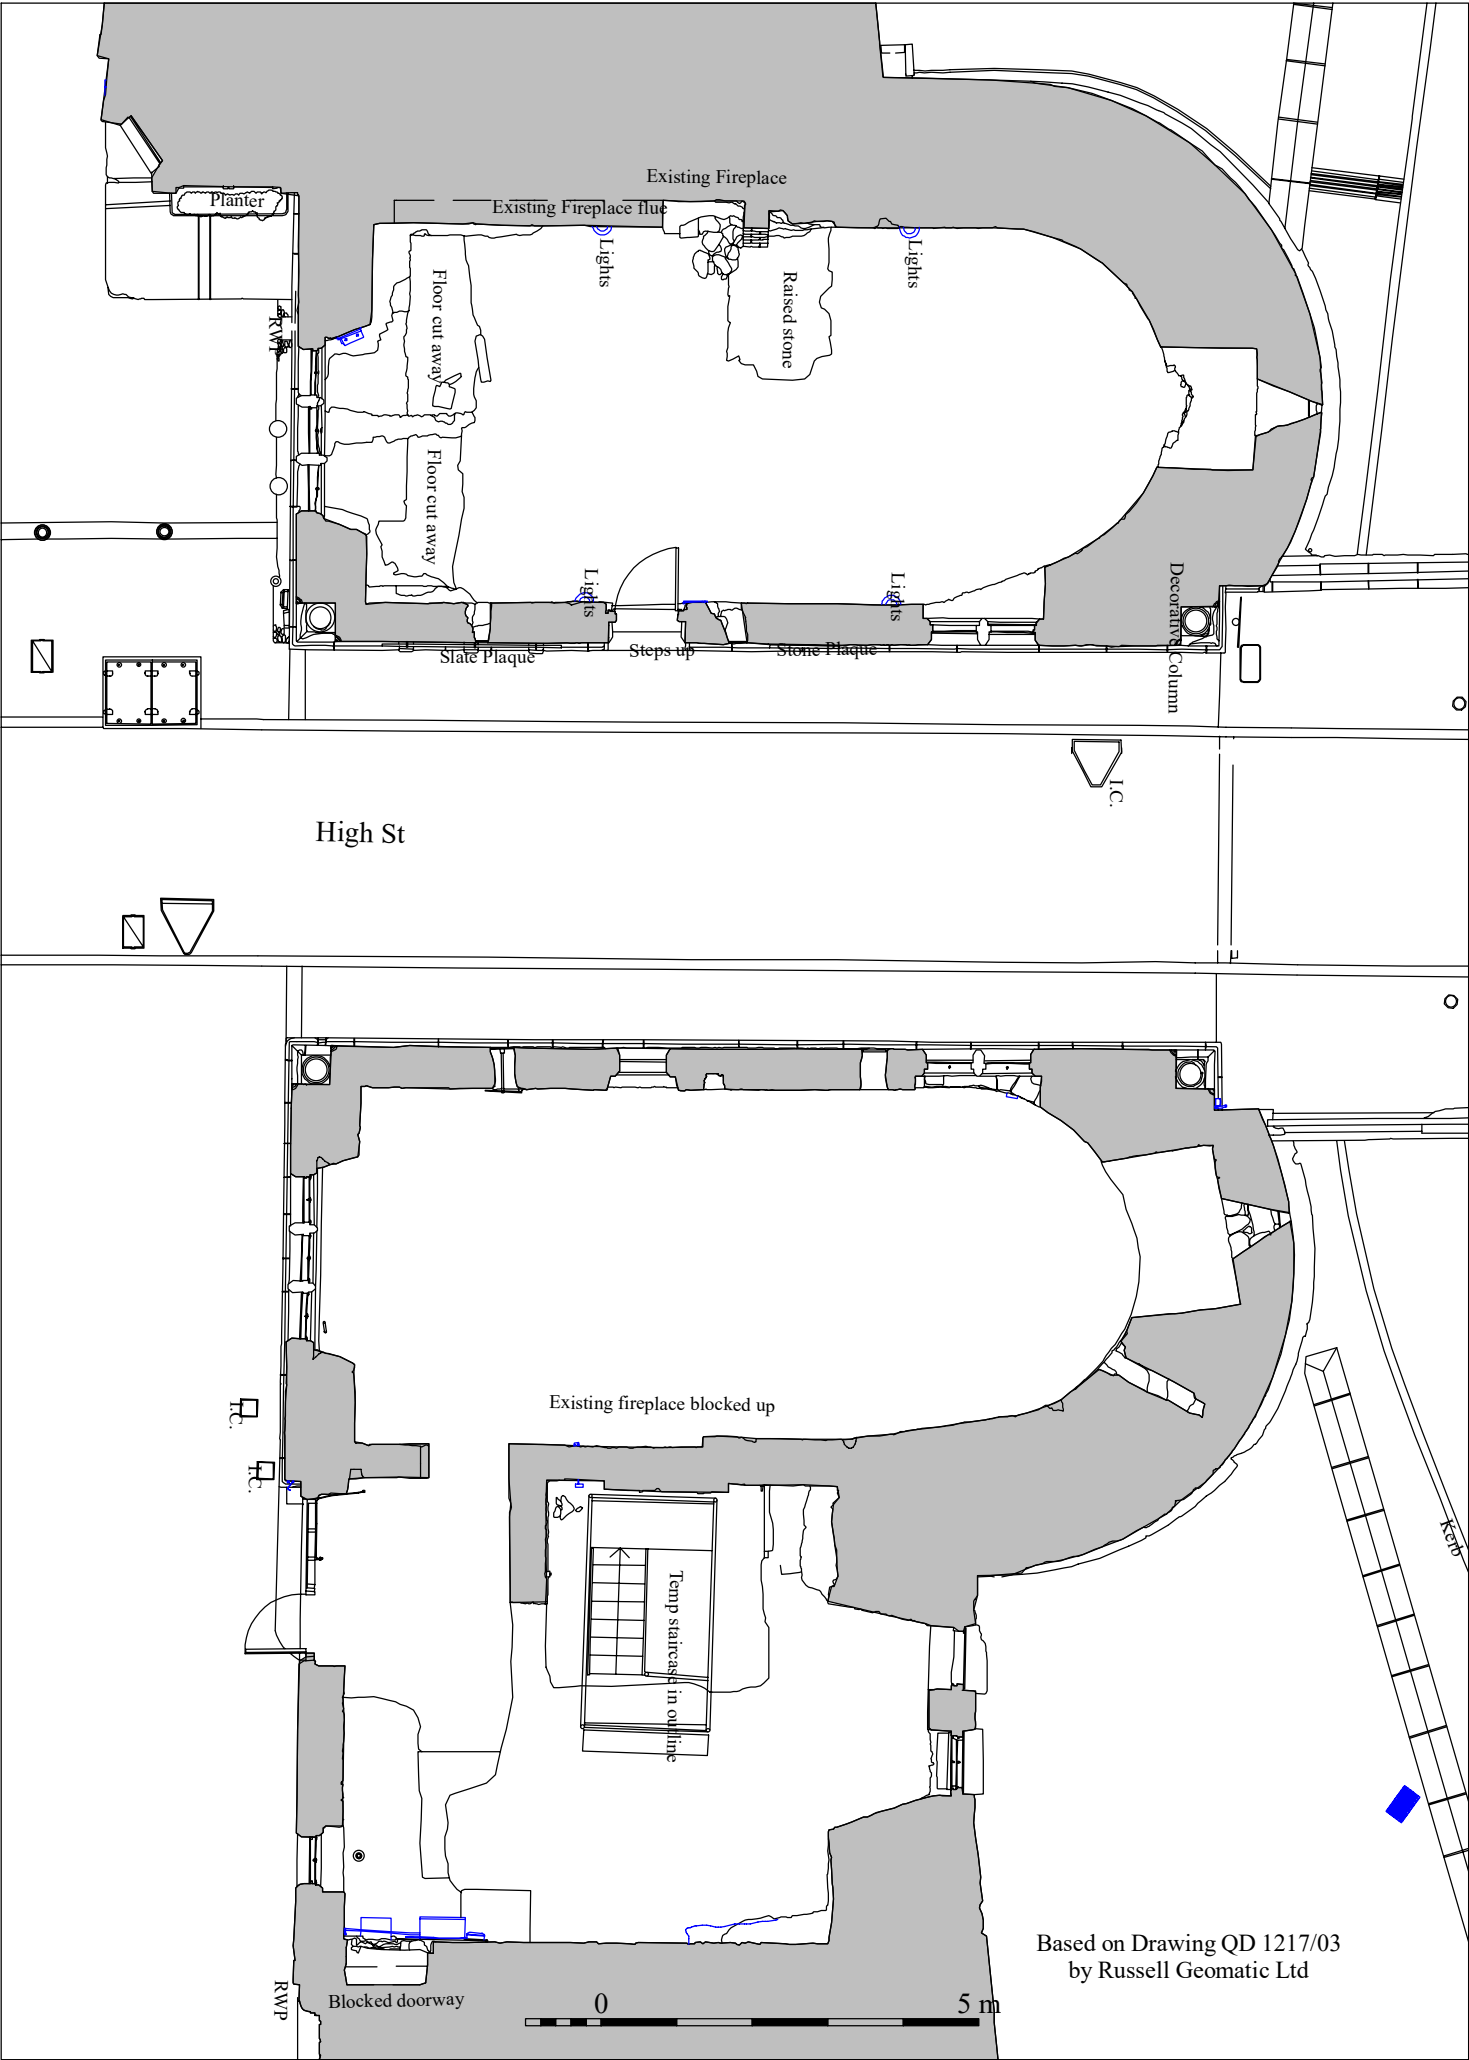 Existing Fireplace
Planter
Existing Fireplace flue
Lights
Lights
Floor cut away
Raised stone
RWP
Floor cut away
Lights
Lights
Decorative Column
Slate Plaque
Steps up
Stone Plaque
I.C.
High St
I.C.
Existing fireplace blocked up
I.C.
Kerb
Temp staircase in outline
Based on Drawing QD 1217/03
by Russell Geomatic Ltd
RWP
Blocked doorway
0
5 m